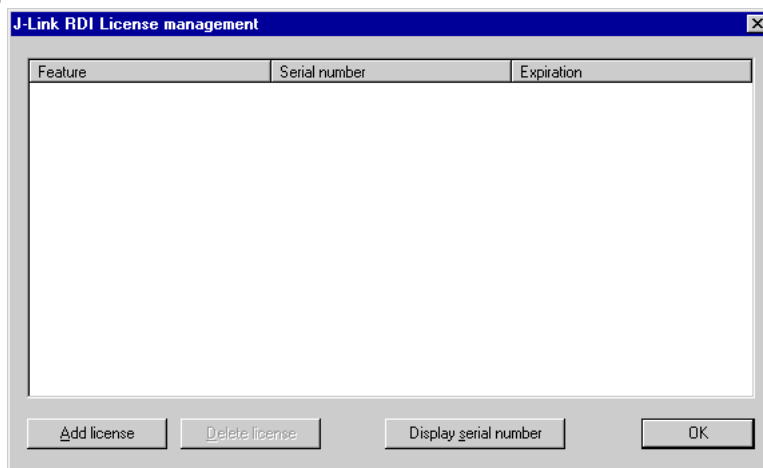 J-Link RDI License management
Feature Serial number Expiration
Add license Delete license Display serial number OK